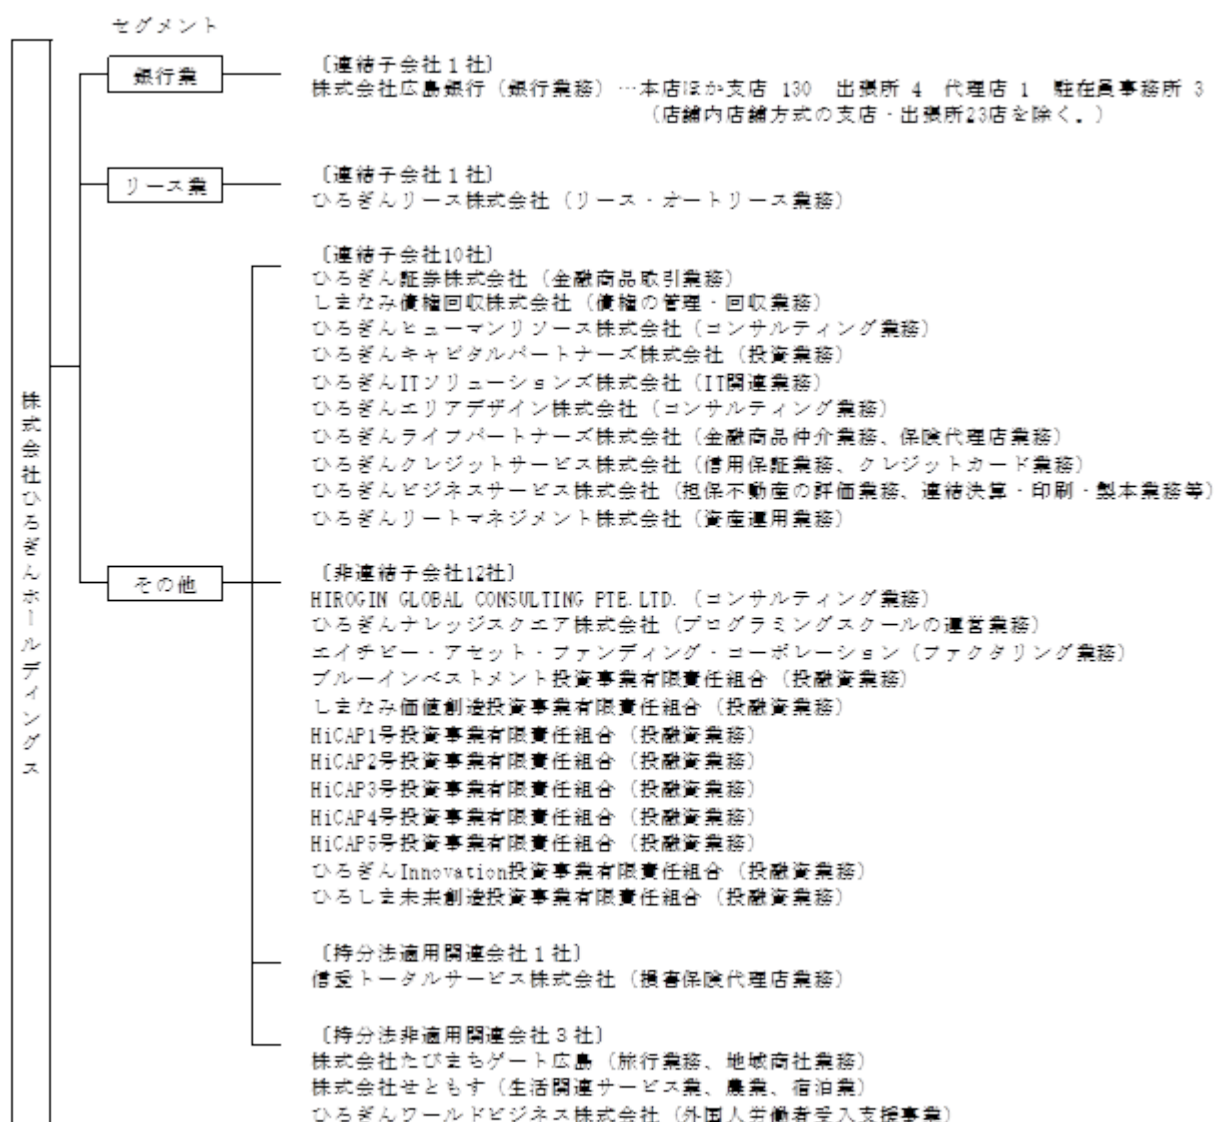 セグメント
株式会社ひろぎんホールディングス
銀行業
〔連結子会社１社〕
株式会社広島銀行（銀行業務）…本店ほか支店 130 出張所 4 代理店 1 駐在員事務所 3
（店舗内店舗方式の支店・出張所23店を除く。）
リース業
〔連結子会社１社〕
ひろぎんリース株式会社（リース・オートリース業務）
その他
〔連結子会社10社〕
ひろぎん証券株式会社（金融商品取引業務）
しまなみ債権回収株式会社（債権の管理・回収業務）
ひろぎんヒューマンリソース株式会社（コンサルティング業務）
ひろぎんキャピタルパートナーズ株式会社（投資業務）
ひろぎんITソリューションズ株式会社（IT関連業務）
ひろぎんエリアデザイン株式会社（コンサルティング業務）
ひろぎんライフパートナーズ株式会社（金融商品仲介業務、保険代理店業務）
ひろぎんクレジットサービス株式会社（信用保証業務、クレジットカード業務）
ひろぎんビジネスサービス株式会社（担保不動産の評価業務、連結決算・印刷・製本業務等）
ひろぎんリートマネジメント株式会社（資産運用業務）
〔非連結子会社12社〕
HIROGIN GLOBAL CONSULTING PTE.LTD.（コンサルティング業務）
ひろぎんナレッジスクエア株式会社（プログラミングスクールの運営業務）
エイチビー・アセット・ファンディング・コーポレーション（ファクタリング業務）
ブルーインベストメント投資事業有限責任組合（投融資業務）
しまなみ価値創造投資事業有限責任組合（投融資業務）
HiCAP1号投資事業有限責任組合（投融資業務）
HiCAP2号投資事業有限責任組合（投融資業務）
HiCAP3号投資事業有限責任組合（投融資業務）
HiCAP4号投資事業有限責任組合（投融資業務）
HiCAP5号投資事業有限責任組合（投融資業務）
ひろぎんInnovation投資事業有限責任組合（投融資業務）
ひろしま未来創造投資事業有限責任組合（投融資業務）
〔持分法適用関連会社１社〕
信愛トータルサービス株式会社（損害保険代理店業務）
〔持分法非適用関連会社３社〕
株式会社たびまちゲート広島（旅行業務、地域商社業務）
株式会社せともす（生活関連サービス業、農業、宿泊業）
ひろぎんワールドビジネス株式会社（外国人労働者受入支援事業）